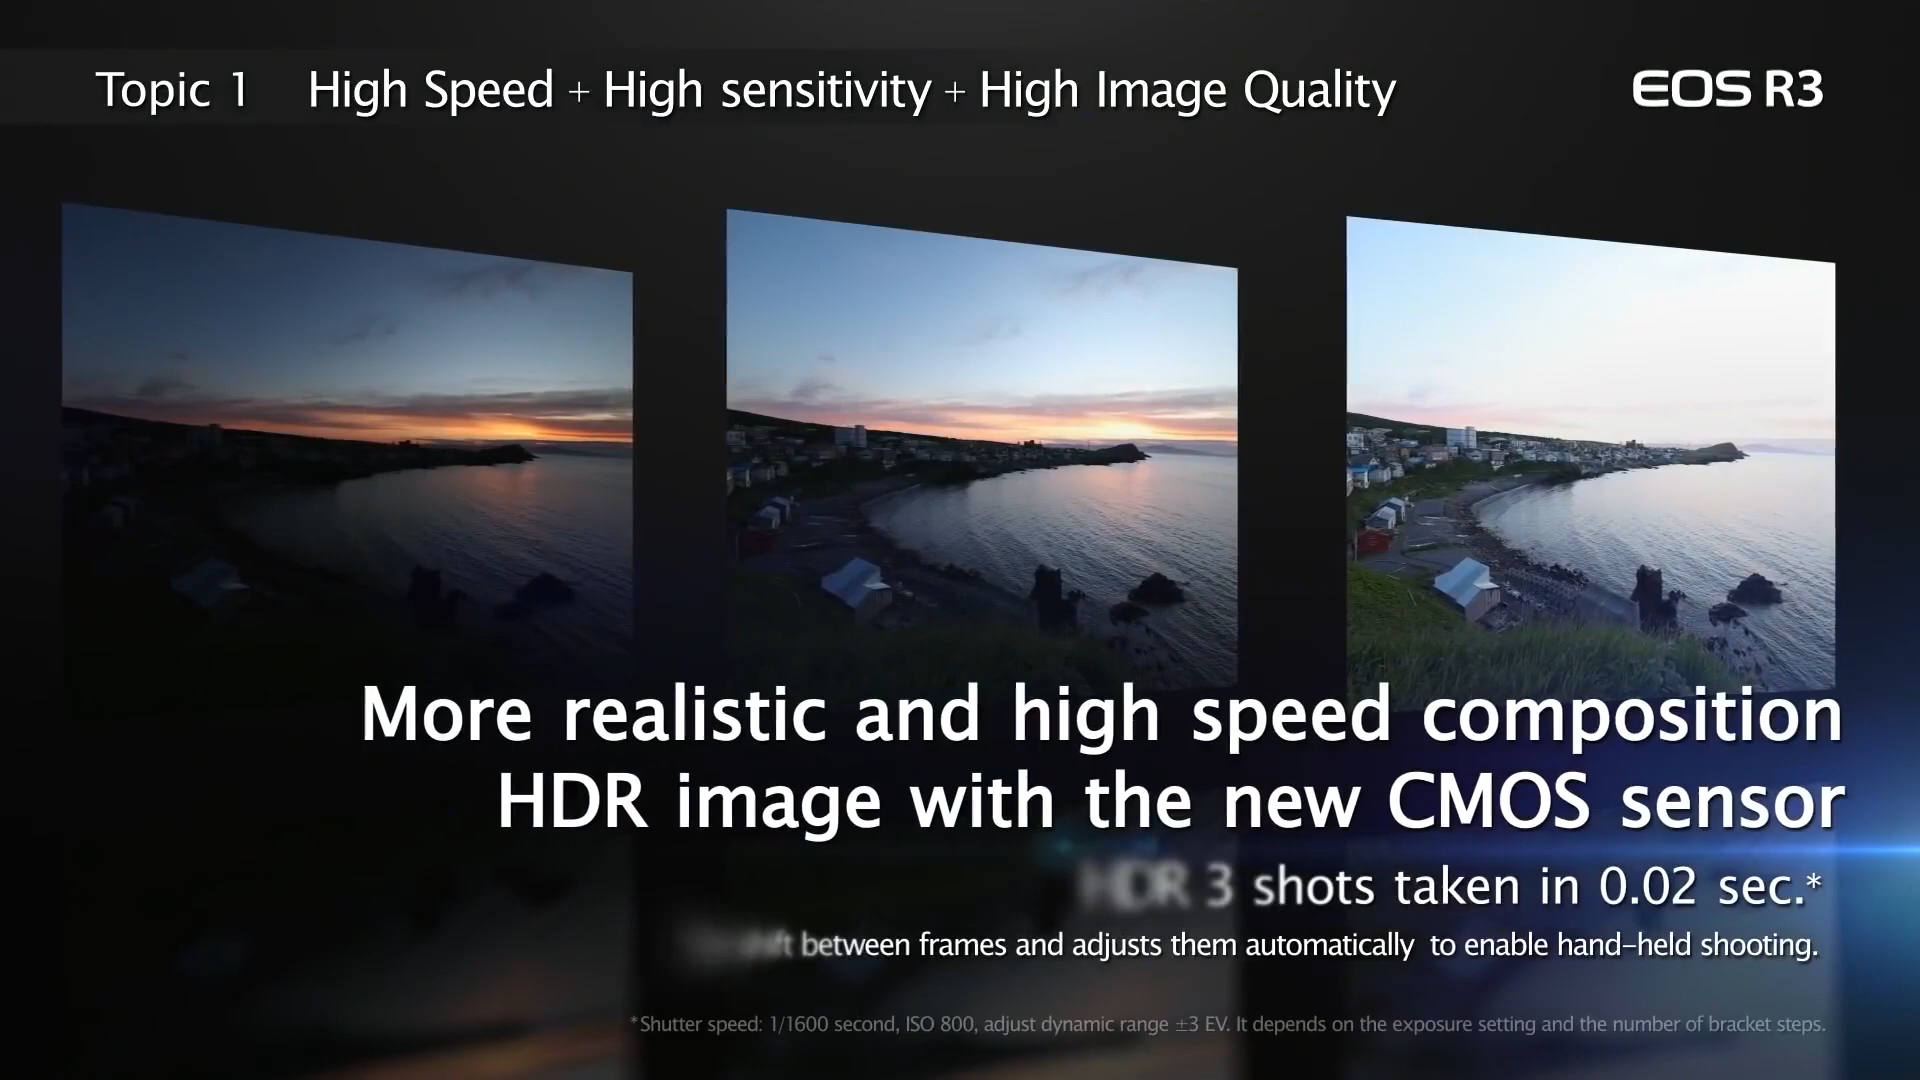 Topic 1 High Speed + High sensitivity + High Image Quality
EOS R3
More realistic and high speed composition
HDR image with the new CMOS sensor
HDR 3 shots taken in 0.02 sec.*
shift between frames and adjusts them automatically to enable hand-held shooting.
*Shutter speed: 1/1600 second, ISO 800, adjust dynamic range ±3 EV. It depends on the exposure setting and the number of bracket steps.